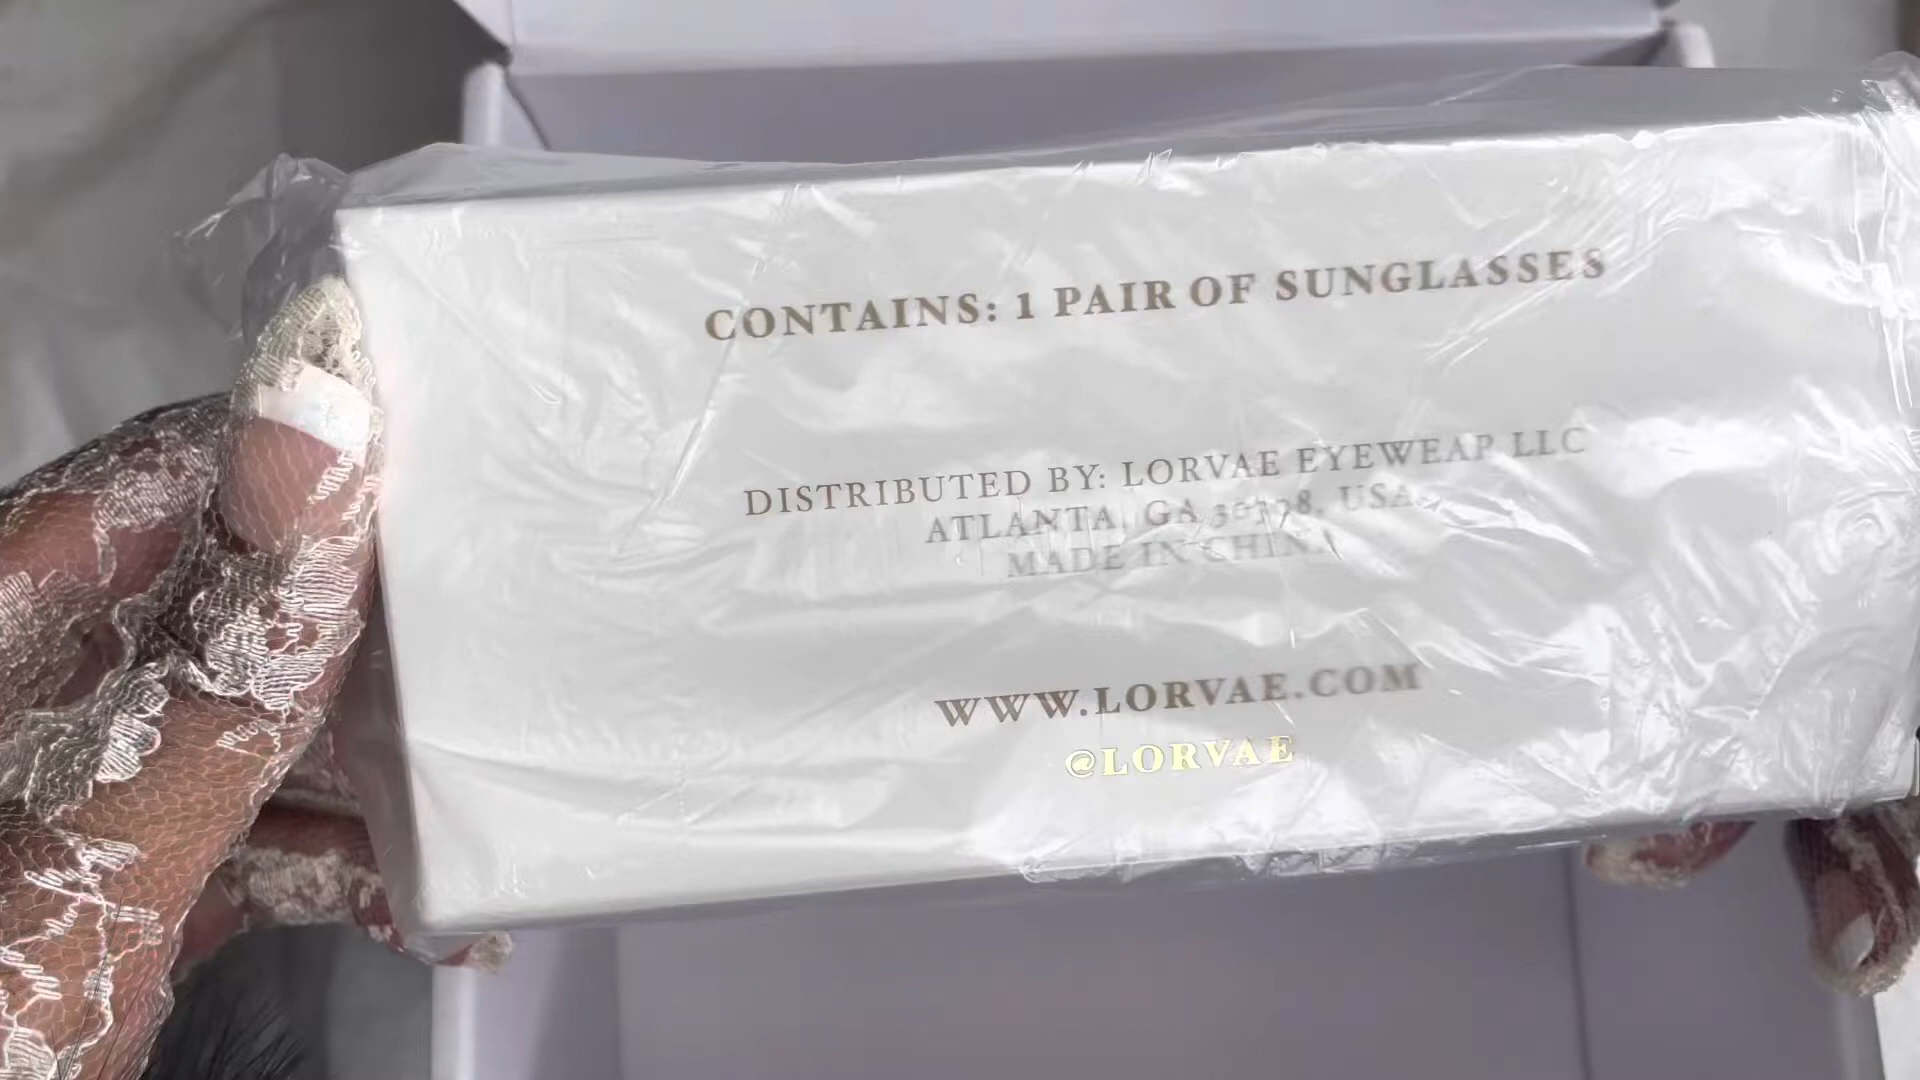 CONTAINS: 1 PAIR OF SUNGLASSES
DISTRIBUTED BY: LORVAE EYEWEAR LLC
ATLANTA, GA USA
MADE IN CHINA
WWW.LORVAE.COM
@LORVAE